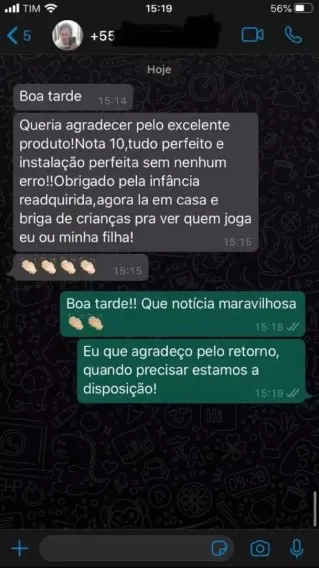 TIM 15:19 56%
5 +55
Hoje
Boa tarde 15:14
Queria agradecer pelo excelente
produto!Nota 10,tudo perfeito e
instalação perfeita sem nenhum
erro!!Obrigado pela infância
readquirida,agora la em casa e
briga de crianças pra ver quem joga
eu ou minha filha!
15:15
👏🏼👏🏼👏🏼👏🏼 15:15
Boa tarde!! Que notícia maravilhosa
👏🏼👏🏼 15:18
Eu que agradeço pelo retorno,
quando precisar estamos a
disposição! 15:19